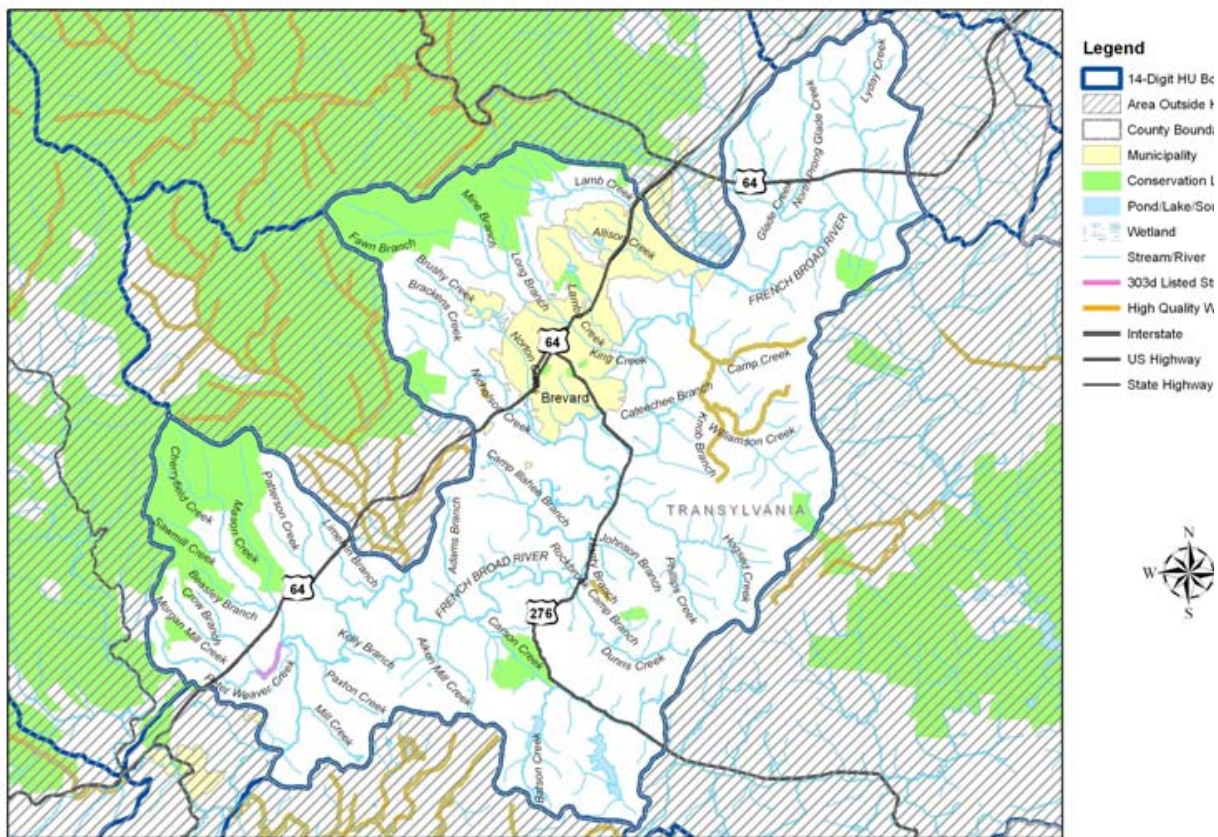 Legend
14-Digit HU Bo
Area Outside H
County Bounda
Municipality
Conservation L
Pond/Lake/Sou
Wetland
Stream/River
303d Listed St
High Quality W
Interstate
US Highway
State Highway
N
W
S
Lyday Creek
North Prong Glade Creek
64
Glade Creek
FRENCH BROAD RIVER
Lamb Creek
Mine Branch
Allison Creek
Fawn Branch
Brushy Creek
Long Branch
Brackens Creek
Lamb Creek
64
Norton
King Creek
Camp Creek
Nicholson Creek
Brevard
Cateechee Branch
Knob Branch
Williamson Creek
Camp Illahee Branch
TRANSYLVANIA
Cherryfield Creek
Patterson Creek
Mason Creek
Sawmill Creek
Limekiln Branch
Adams Branch
64
Beasley Branch
Crow Branch
Morgan Mill Creek
FRENCH BROAD RIVER
Johnson Branch
Phillips Creek
Hogsed Creek
276
Camp Branch
Carson Creek
Dunns Creek
Kelly Branch
Aiken Mill Creek
Peter Weaver Creek
Paxton Creek
Mill Creek
Batson Creek